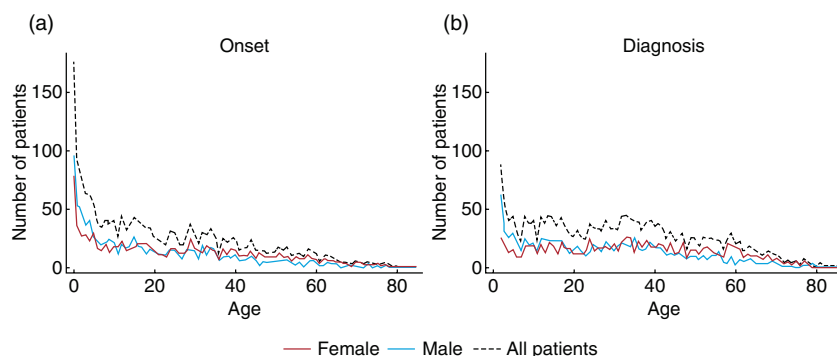 (a)
Onset
Number of patients
150
100
50
0
0 20 40 60 80
Age
(b)
Diagnosis
Number of patients
150
100
50
0
0 20 40 60 80
Age
Female Male All patients